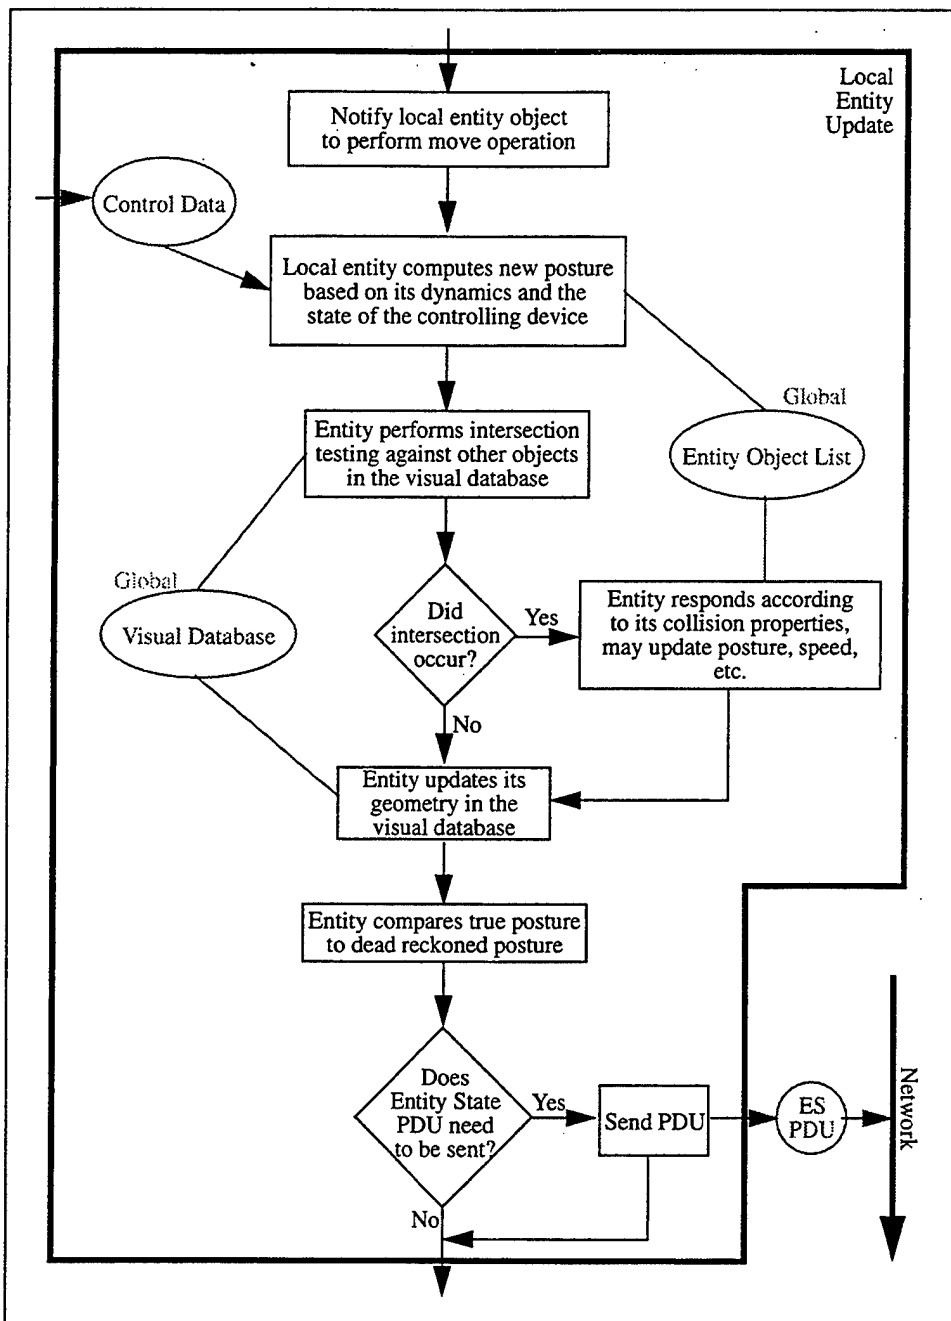 Local
Entity
Update
Notify local entity object
to perform move operation
Control Data
Local entity computes new posture
based on its dynamics and the
state of the controlling device
Global
Entity performs intersection
testing against other objects
in the visual database
Entity Object List
Global
Visual Database
Did
intersection
occur?
Yes
Entity responds according
to its collision properties,
may update posture, speed,
etc.
No
Entity updates its
geometry in the
visual database
Entity compares true posture
to dead reckoned posture
Does
Entity State
PDU need
to be sent?
Yes
Send PDU
ES
PDU
Network
No